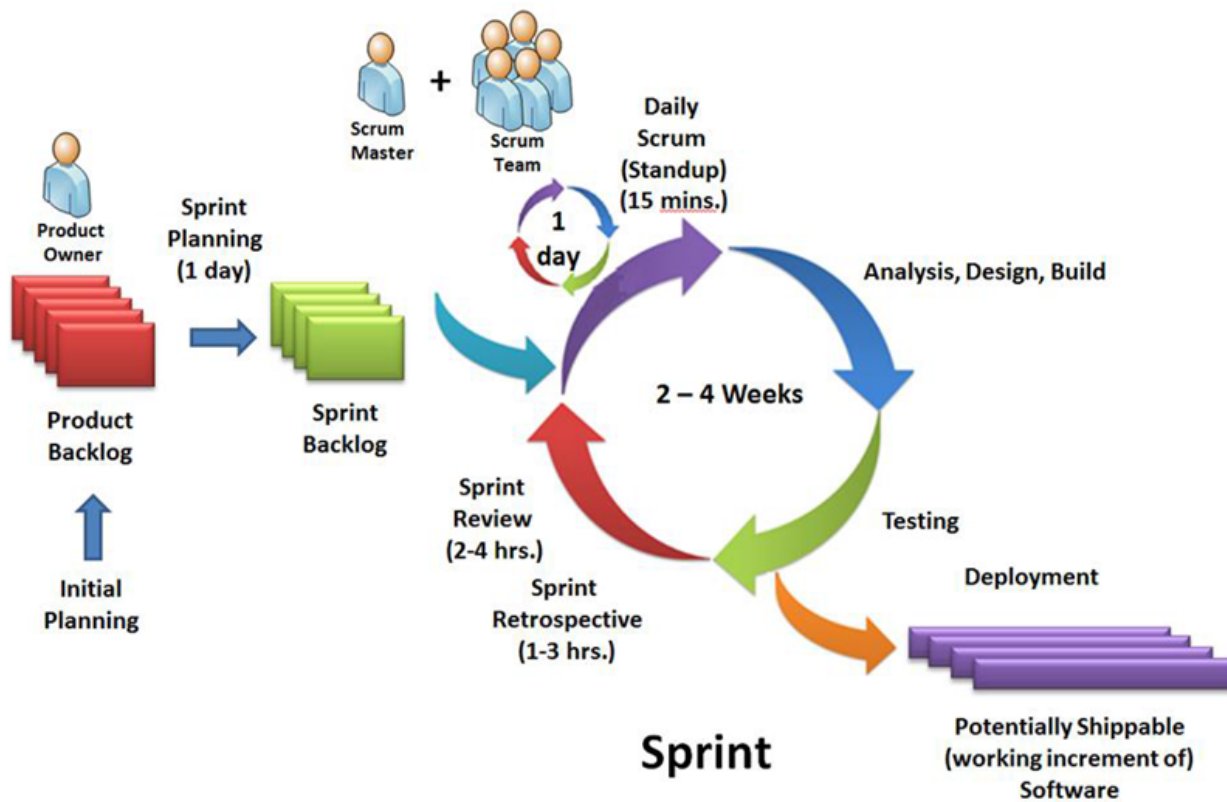 Scrum
Master
+
Scrum
Team
Daily
Scrum
(Standup)
(15 mins.)
Product
Owner
Sprint
Planning
(1 day)
1
day
Analysis, Design, Build
2 – 4 Weeks
Product
Backlog
Sprint
Backlog
Initial
Planning
Sprint
Review
(2-4 hrs.)
Sprint
Retrospective
(1-3 hrs.)
Testing
Deployment
Potentially Shippable
(working increment of)
Software
Sprint